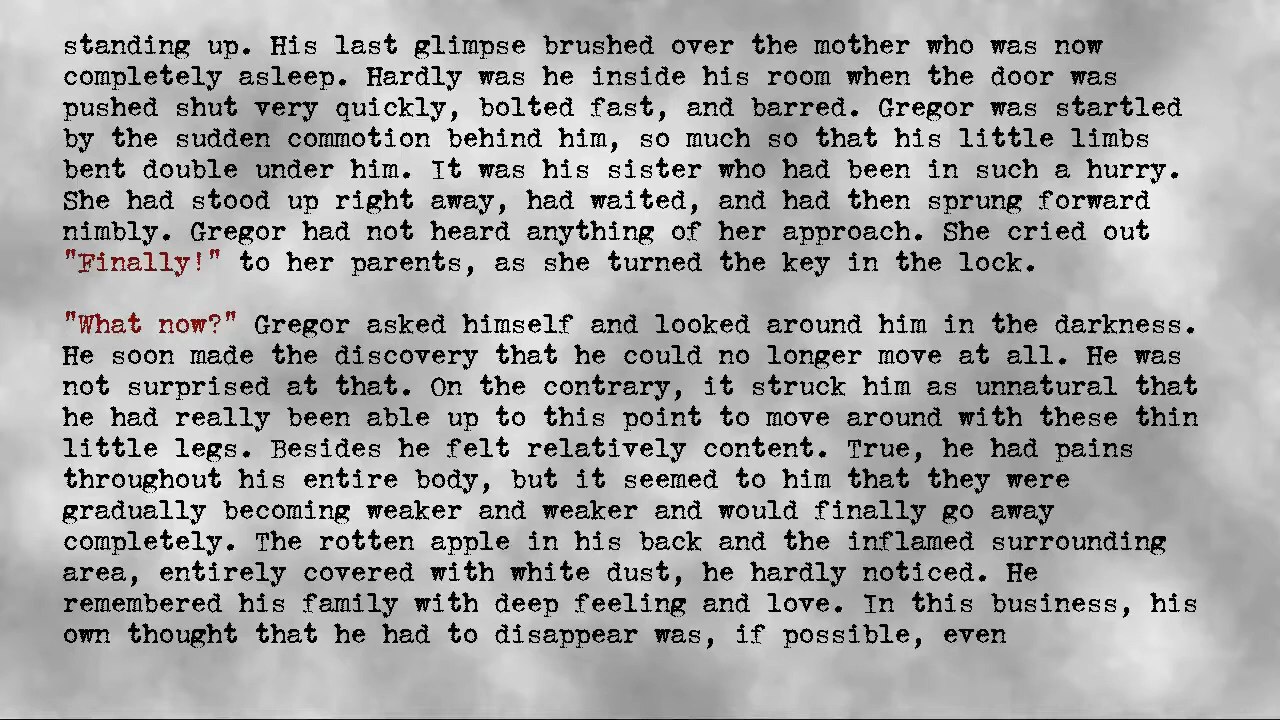 standing up. His last glimpse brushed over the mother who was now
completely asleep. Hardly was he inside his room when the door was
pushed shut very quickly, bolted fast, and barred. Gregor was startled
by the sudden commotion behind him, so much so that his little limbs
bent double under him. It was his sister who had been in such a hurry.
She had stood up right away, had waited, and had then sprung forward
nimbly. Gregor had not heard anything of her approach. She cried out
"Finally!" to her parents, as she turned the key in the lock.
"What now?" Gregor asked himself and looked around him in the darkness.
He soon made the discovery that he could no longer move at all. He was
not surprised at that. On the contrary, it struck him as unnatural that
he had really been able up to this point to move around with these thin
little legs. Besides he felt relatively content. True, he had pains
throughout his entire body, but it seemed to him that they were
gradually becoming weaker and weaker and would finally go away
completely. The rotten apple in his back and the inflamed surrounding
area, entirely covered with white dust, he hardly noticed. He
remembered his family with deep feeling and love. In this business, his
own thought that he had to disappear was, if possible, even